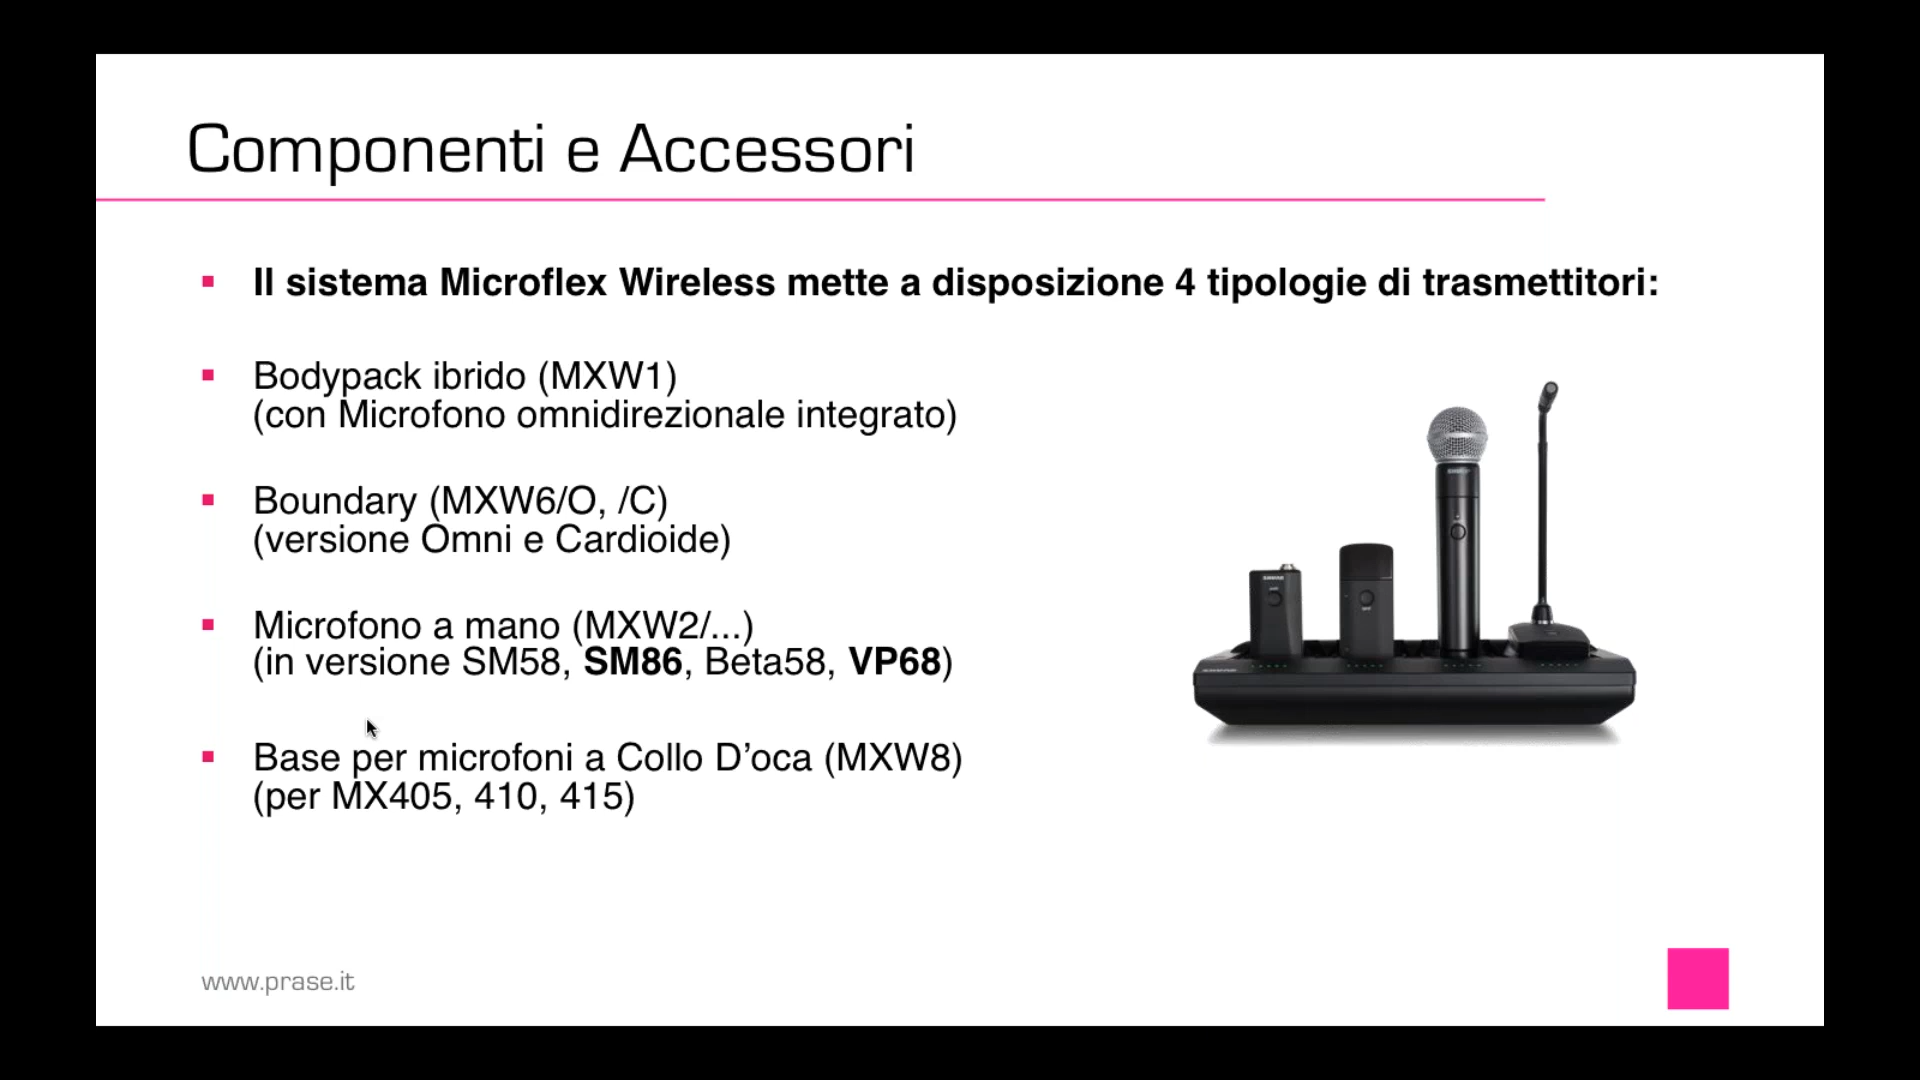 Componenti e Accessori
Il sistema Microflex Wireless mette a disposizione 4 tipologie di trasmettitori:
Bodypack ibrido (MXW1)
(con Microfono omnidirezionale integrato)
Boundary (MXW6/O, /C)
(versione Omni e Cardioide)
Microfono a mano (MXW2/...)
(in versione SM58, SM86, Beta58, VP68)
Base per microfoni a Collo D’oca (MXW8)
(per MX405, 410, 415)
www.prase.it